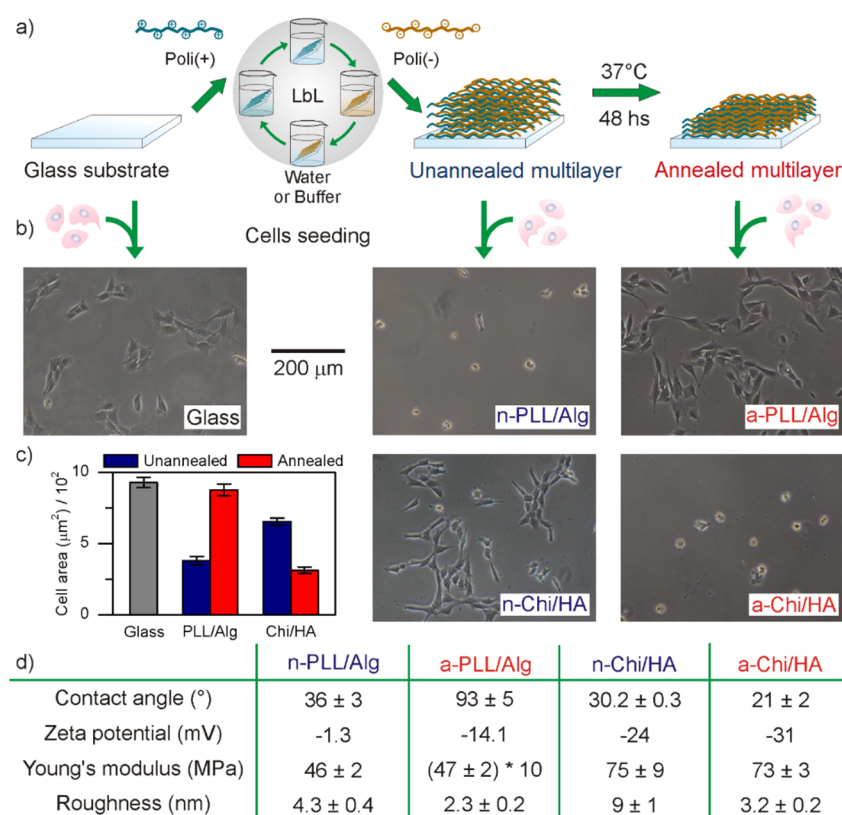 a)
Poli(+)
Poli(-)
LbL
37°C
48 hs
Glass substrate
Water
or Buffer
Unannealed multilayer
Annealed multilayer
b)
Cells seeding
200 μm
Glass
n-PLL/Alg
a-PLL/Alg
c)
Unannealed
Annealed
Cell area (μm²) / 10²
10
5
0
Glass
PLL/Alg
Chi/HA
n-Chi/HA
a-Chi/HA
d)
n-PLL/Alg
a-PLL/Alg
n-Chi/HA
a-Chi/HA
Contact angle (°)
36 ± 3
93 ± 5
30.2 ± 0.3
21 ± 2
Zeta potential (mV)
-1.3
-14.1
-24
-31
Young's modulus (MPa)
46 ± 2
(47 ± 2) * 10
75 ± 9
73 ± 3
Roughness (nm)
4.3 ± 0.4
2.3 ± 0.2
9 ± 1
3.2 ± 0.2